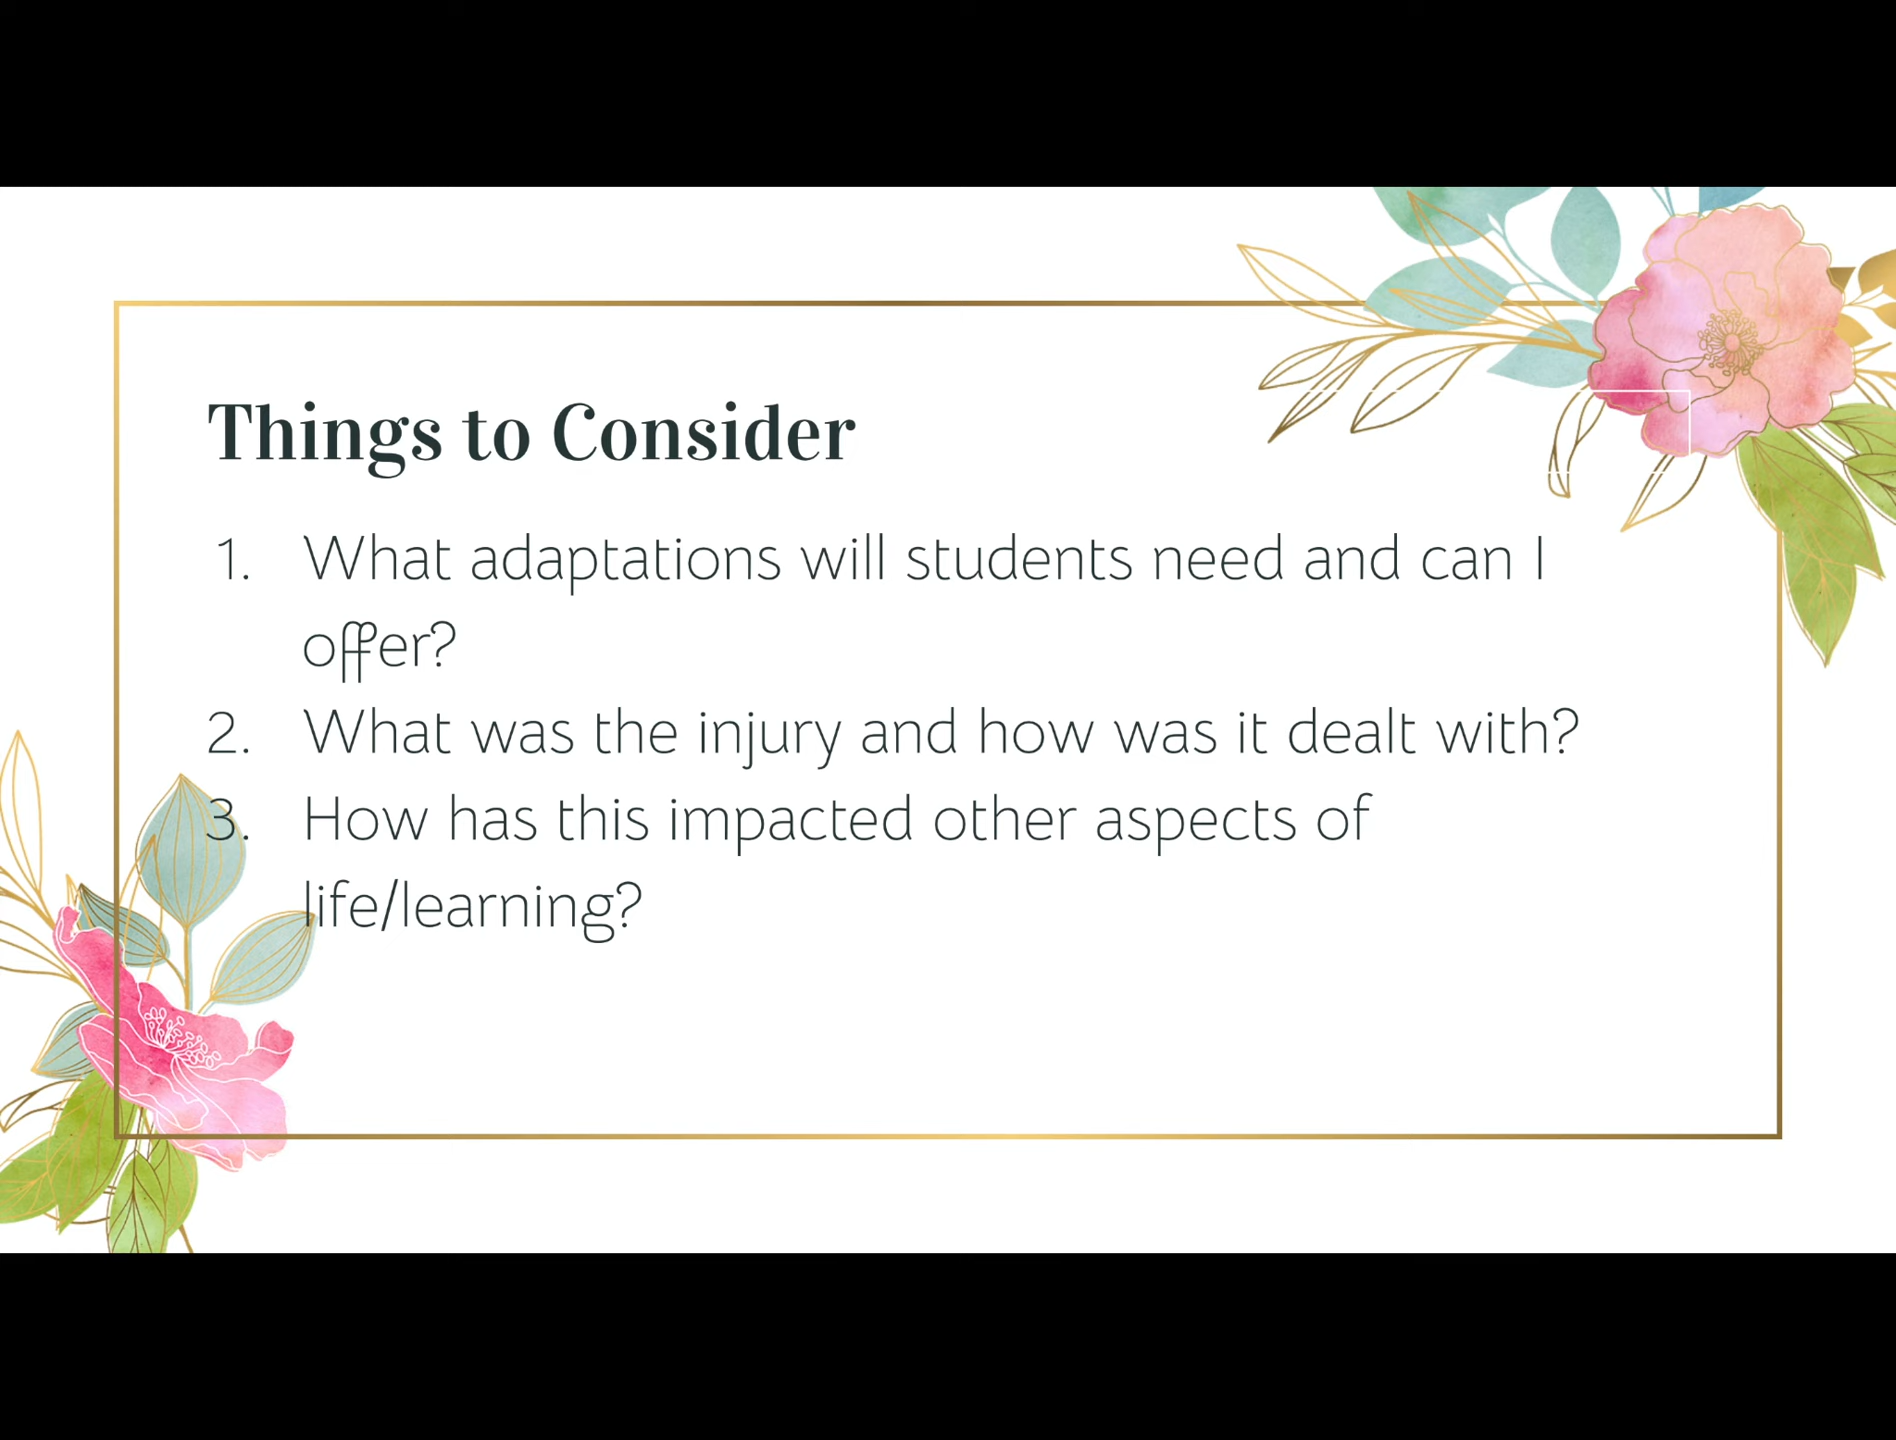 Things to Consider
1. What adaptations will students need and can I
offer?
2. What was the injury and how was it dealt with?
3. How has this impacted other aspects of
life/learning?